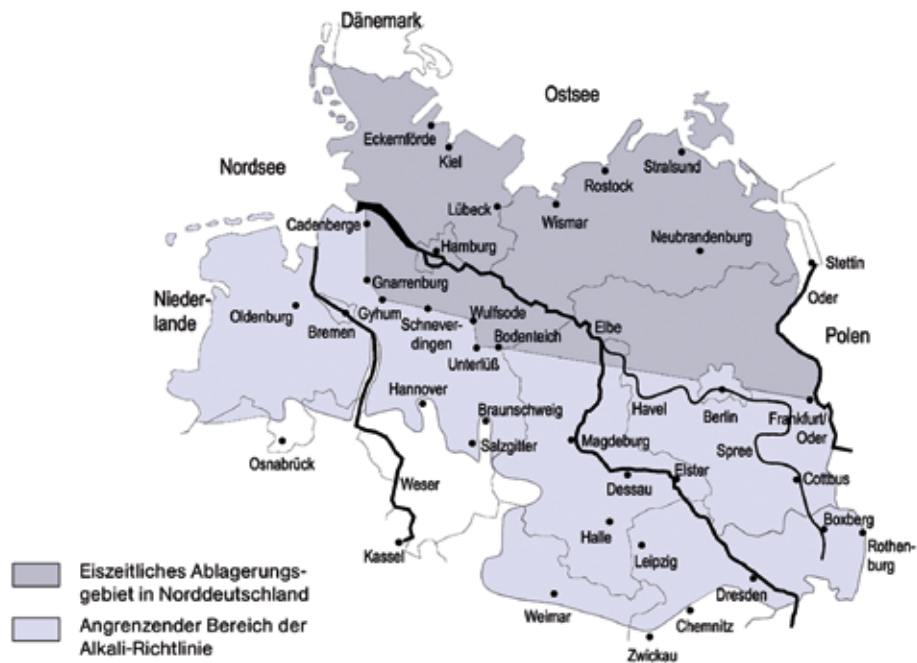 Dänemark
Ostsee
Nordsee
Eckernförde
Kiel
Stralsund
Rostock
Lübeck
Wismar
Cadenberge
Hamburg
Neubrandenburg
Stettin
Gnarrenburg
Oder
Nieder-
lande
Oldenburg
Gyhum
Wulfsode
Bremen
Schnever-
dingen
Bodenteich
Elbe
Polen
Unterlüß
Hannover
Braunschweig
Havel
Berlin
Frankfurt/
Oder
Salzgitter
Magdeburg
Spree
Osnabrück
Weser
Dessau
Elster
Cottbus
Halle
Boxberg
Kassel
Leipzig
Rothen-
burg
Eiszeitliches Ablagerungs-
gebiet in Norddeutschland
Dresden
Weimar
Chemnitz
Angrenzender Bereich der
Alkali-Richtlinie
Zwickau